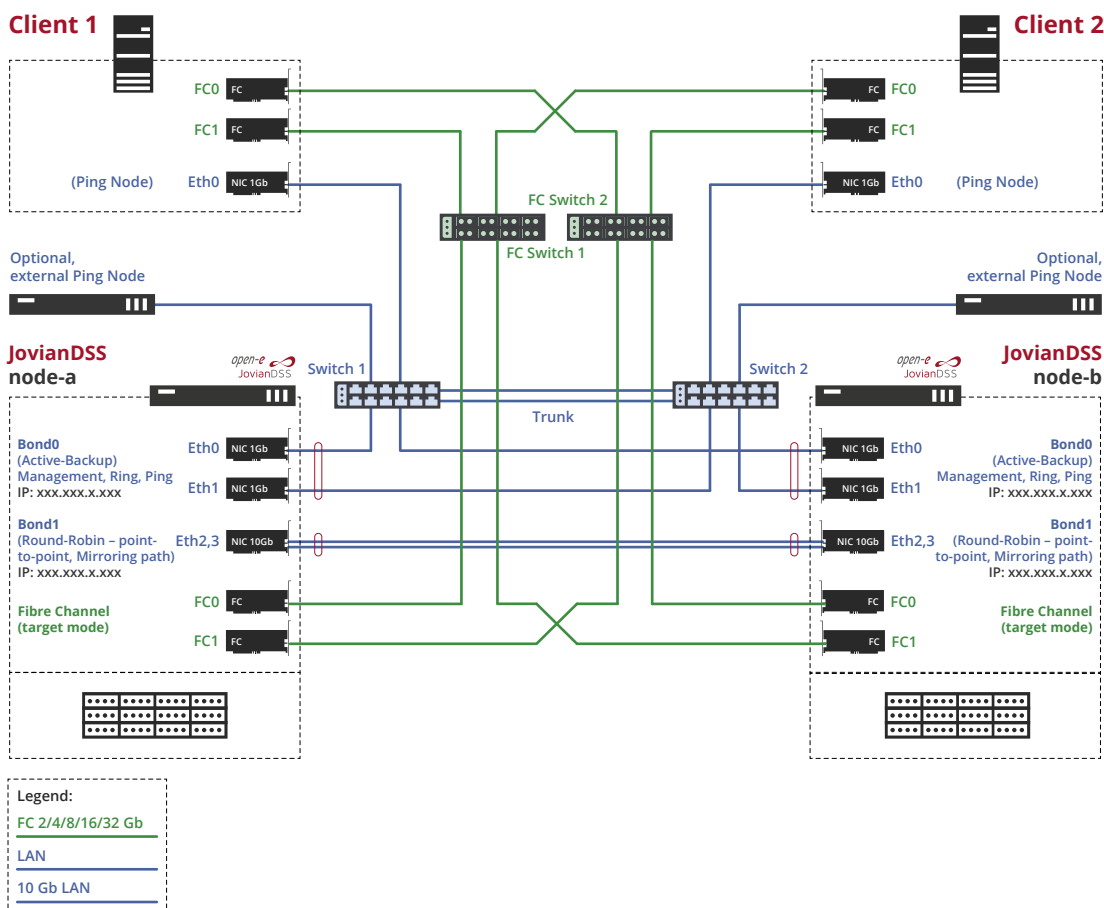 Client 1
Client 2
FC0
FC
FC
FC0
FC1
FC
FC
FC1
(Ping Node)
Eth0
NIC 1Gb
NIC 1Gb
Eth0
(Ping Node)
FC Switch 2
FC Switch 1
Optional,
external Ping Node
Optional,
external Ping Node
JovianDSS
node-a
open-e
JovianDSS
Switch 1
Switch 2
open-e
JovianDSS
JovianDSS
node-b
Trunk
Bond0
(Active-Backup)
Management, Ring, Ping
IP: xxx.xxx.x.xxx
Eth0
NIC 1Gb
Eth1
NIC 1Gb
NIC 1Gb
Eth0
NIC 1Gb
Eth1
Bond0
(Active-Backup)
Management, Ring, Ping
IP: xxx.xxx.x.xxx
Bond1
(Round-Robin – point-
to-point, Mirroring path)
IP: xxx.xxx.x.xxx
Eth2,3
NIC 10Gb
NIC 10Gb
Eth2,3
Bond1
(Round-Robin – point-
to-point, Mirroring path)
IP: xxx.xxx.x.xxx
Fibre Channel
(target mode)
FC0
FC
FC1
FC
FC
FC0
FC
FC1
Fibre Channel
(target mode)
Legend:
FC 2/4/8/16/32 Gb
LAN
10 Gb LAN